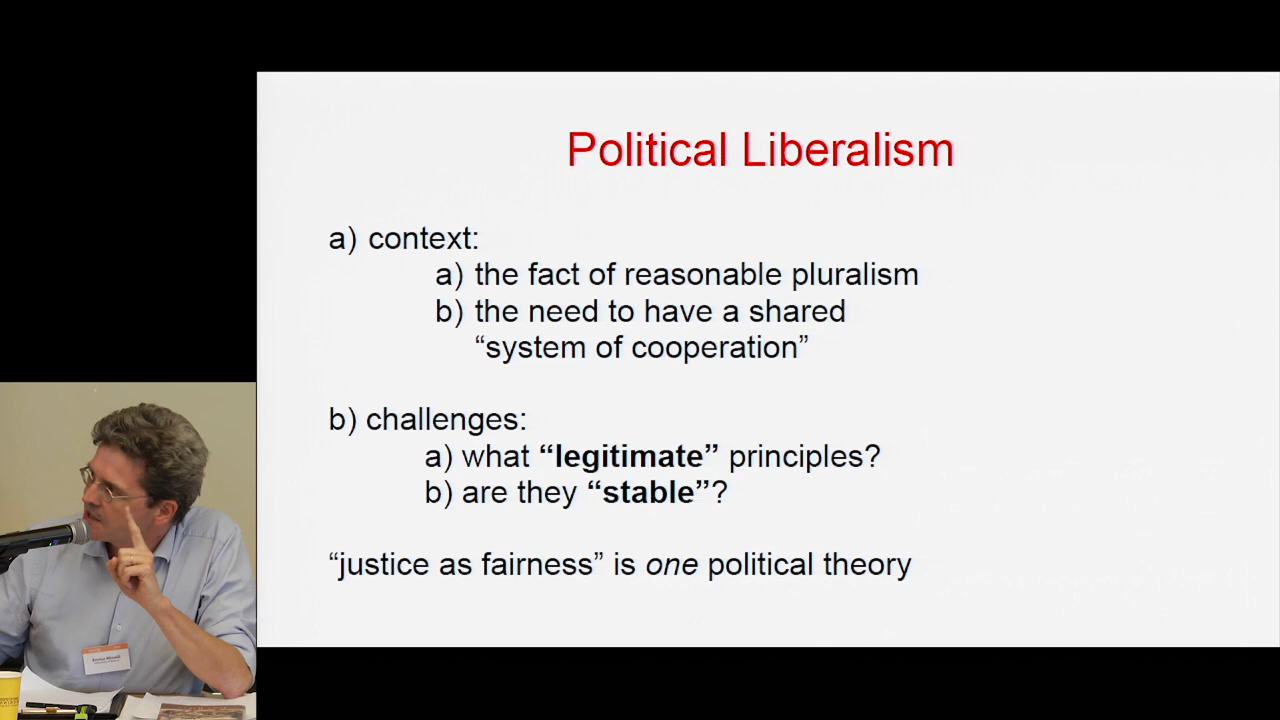 Political Liberalism
a) context:
a) the fact of reasonable pluralism
b) the need to have a shared
“system of cooperation”
b) challenges:
a) what “legitimate” principles?
b) are they “stable”?
“justice as fairness” is one political theory